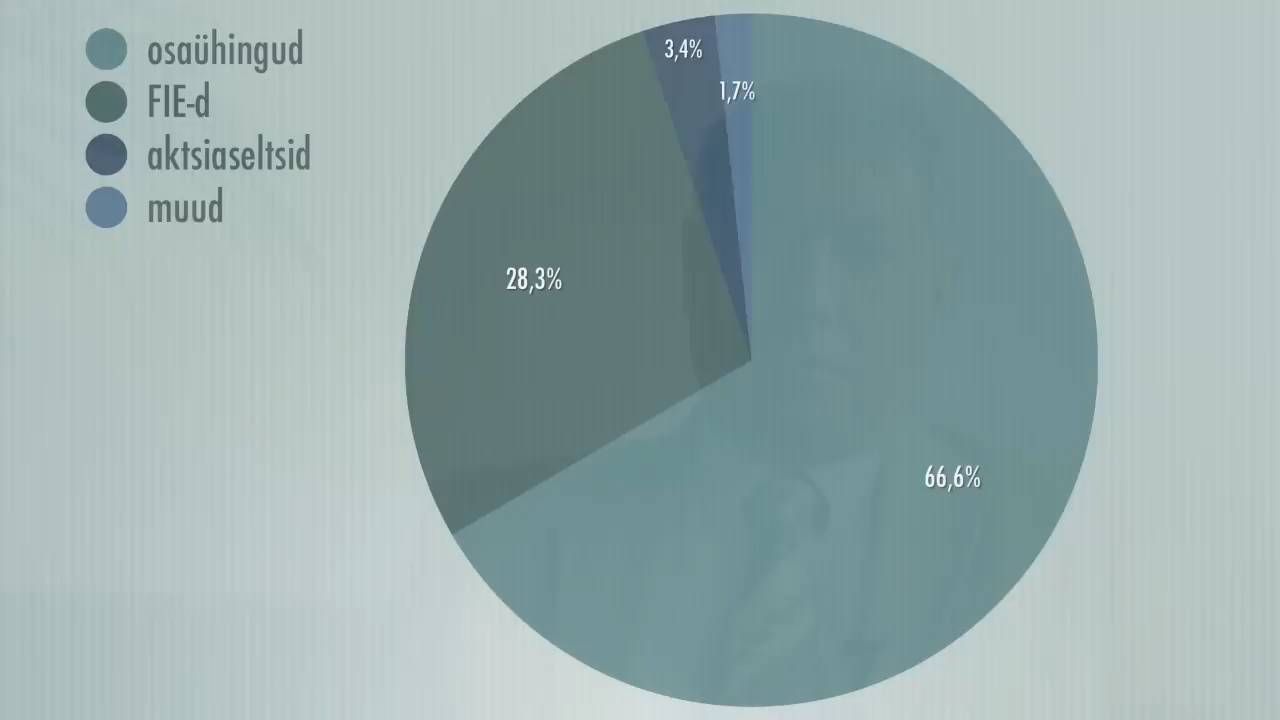 osaühingud
FIE-d
aktsiaseltsid
muud
3,4%
1,7%
28,3%
66,6%